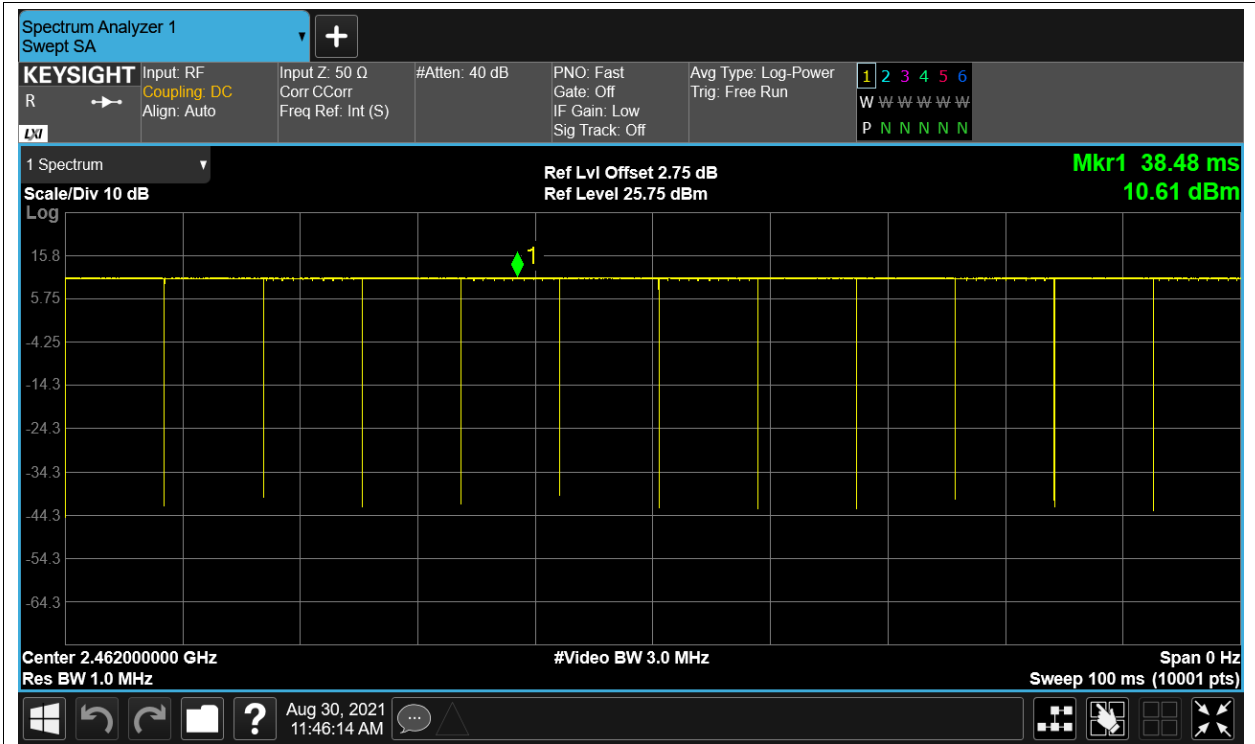 Spectrum Analyzer 1
Swept SA
+
KEYSIGHT
R
LXI
Input: RF
Coupling: DC
Align: Auto
Input Z: 50 Ω
Corr CCorr
Freq Ref: Int (S)
#Atten: 40 dB
PNO: Fast
Gate: Off
IF Gain: Low
Sig Track: Off
Avg Type: Log-Power
Trig: Free Run
1 2 3 4 5 6
W W W W W W
P N N N N N
1 Spectrum
Scale/Div 10 dB
Log
Ref Lvl Offset 2.75 dB
Ref Level 25.75 dBm
Mkr1 38.48 ms
10.61 dBm
1
15.8
5.75
-4.25
-14.3
-24.3
-34.3
-44.3
-54.3
-64.3
Center 2.462000000 GHz
Res BW 1.0 MHz
#Video BW 3.0 MHz
Span 0 Hz
Sweep 100 ms (10001 pts)
?
Aug 30, 2021
11:46:14 AM